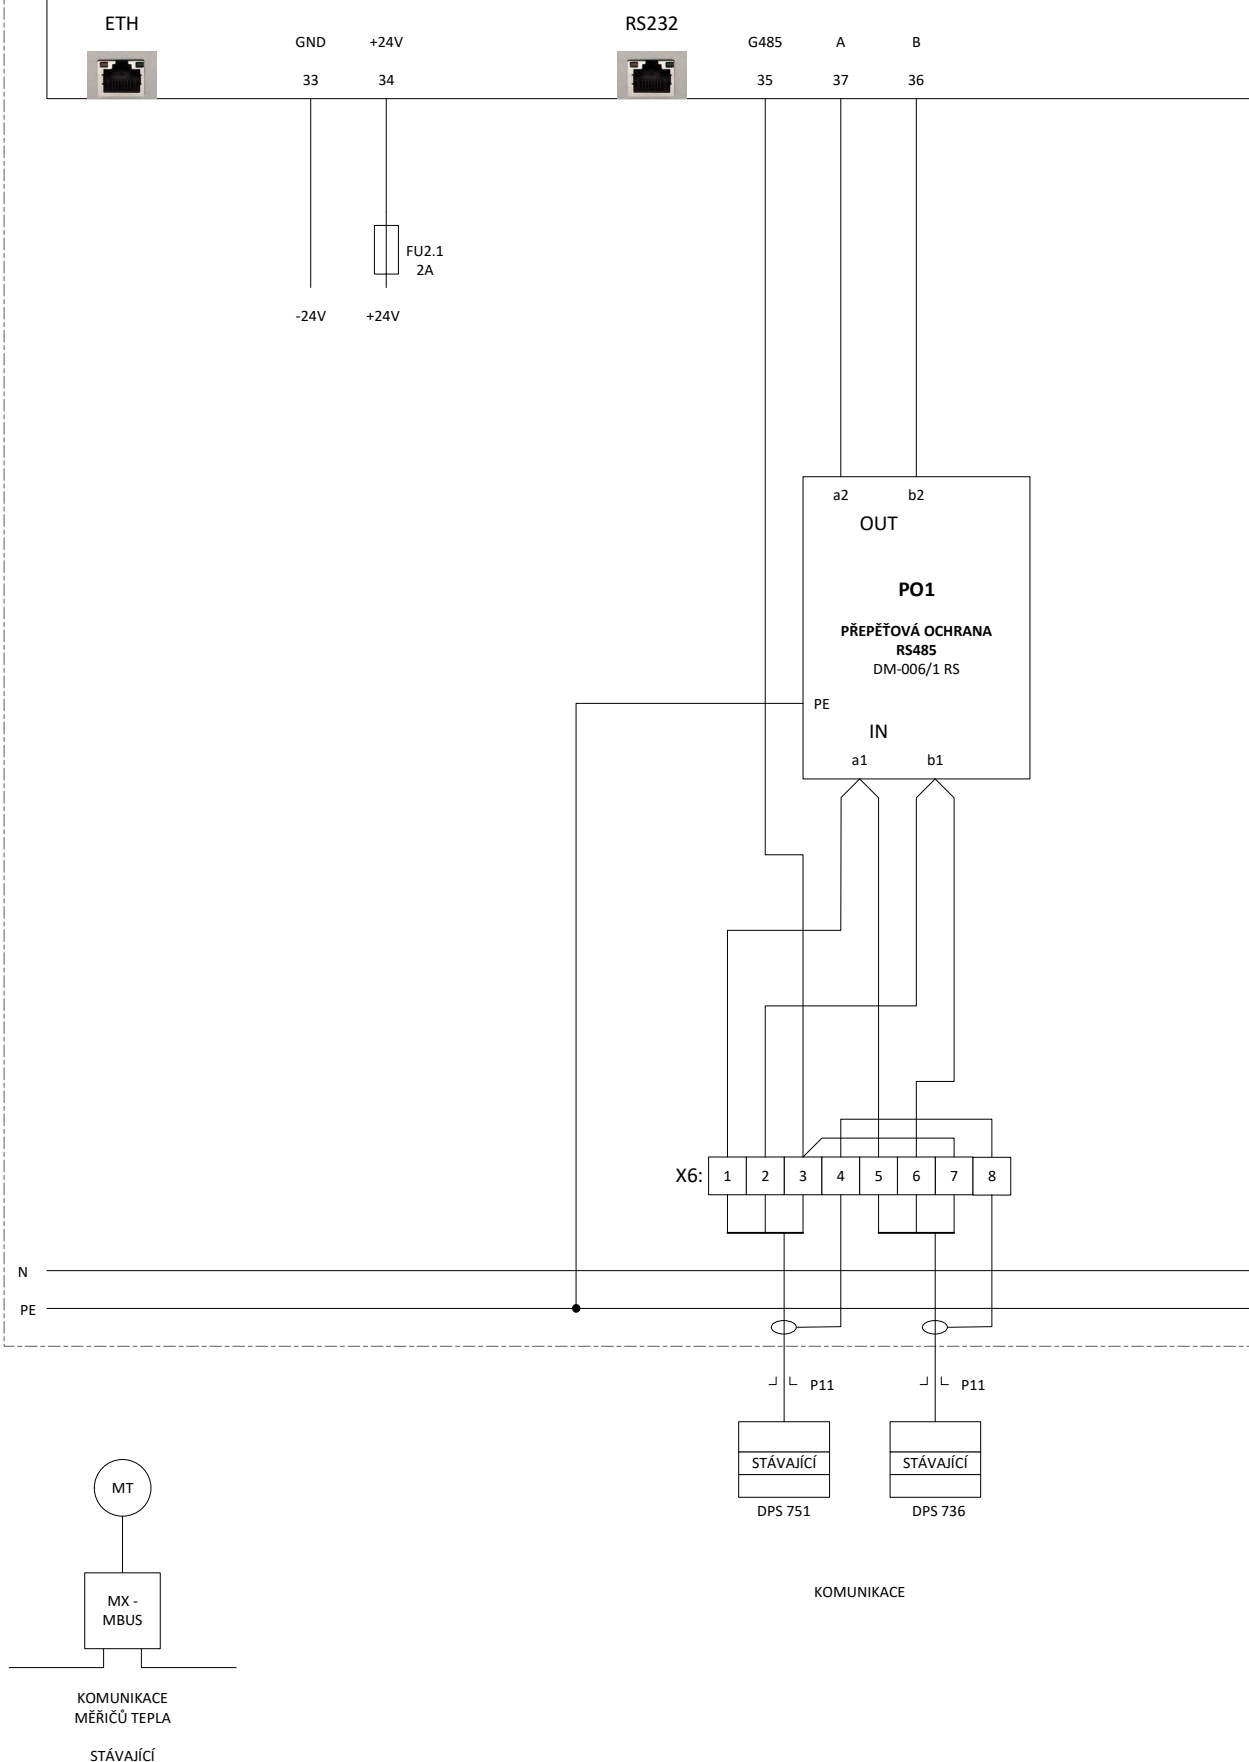 ETH
RS232
GND
+24V
G485
A
B
33
34
35
37
36
FU2.1
2A
-24V
+24V
a2
b2
OUT
PO1
PŘEPĚŤOVÁ OCHRANA
RS485
DM-006/1 RS
PE
IN
a1
b1
X6:
1
2
3
4
5
6
7
8
N
PE
P11
P11
STÁVAJÍCÍ
STÁVAJÍCÍ
DPS 751
DPS 736
MT
MX -
MBUS
KOMUNIKACE
KOMUNIKACE
MĚŘIČŮ TEPLA
STÁVAJÍCÍ